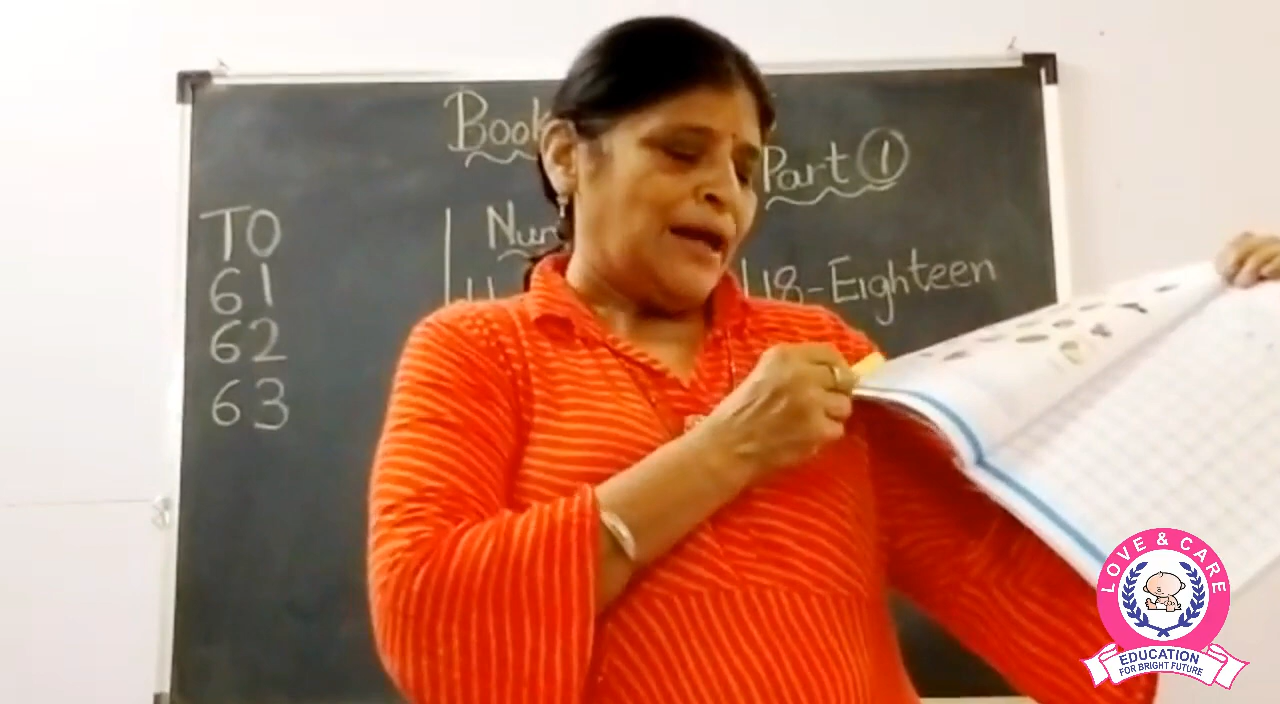 Book
Part 1
TO
61
62
63
18-Eighteen
LOVE & CARE
EDUCATION
FOR BRIGHT FUTURE